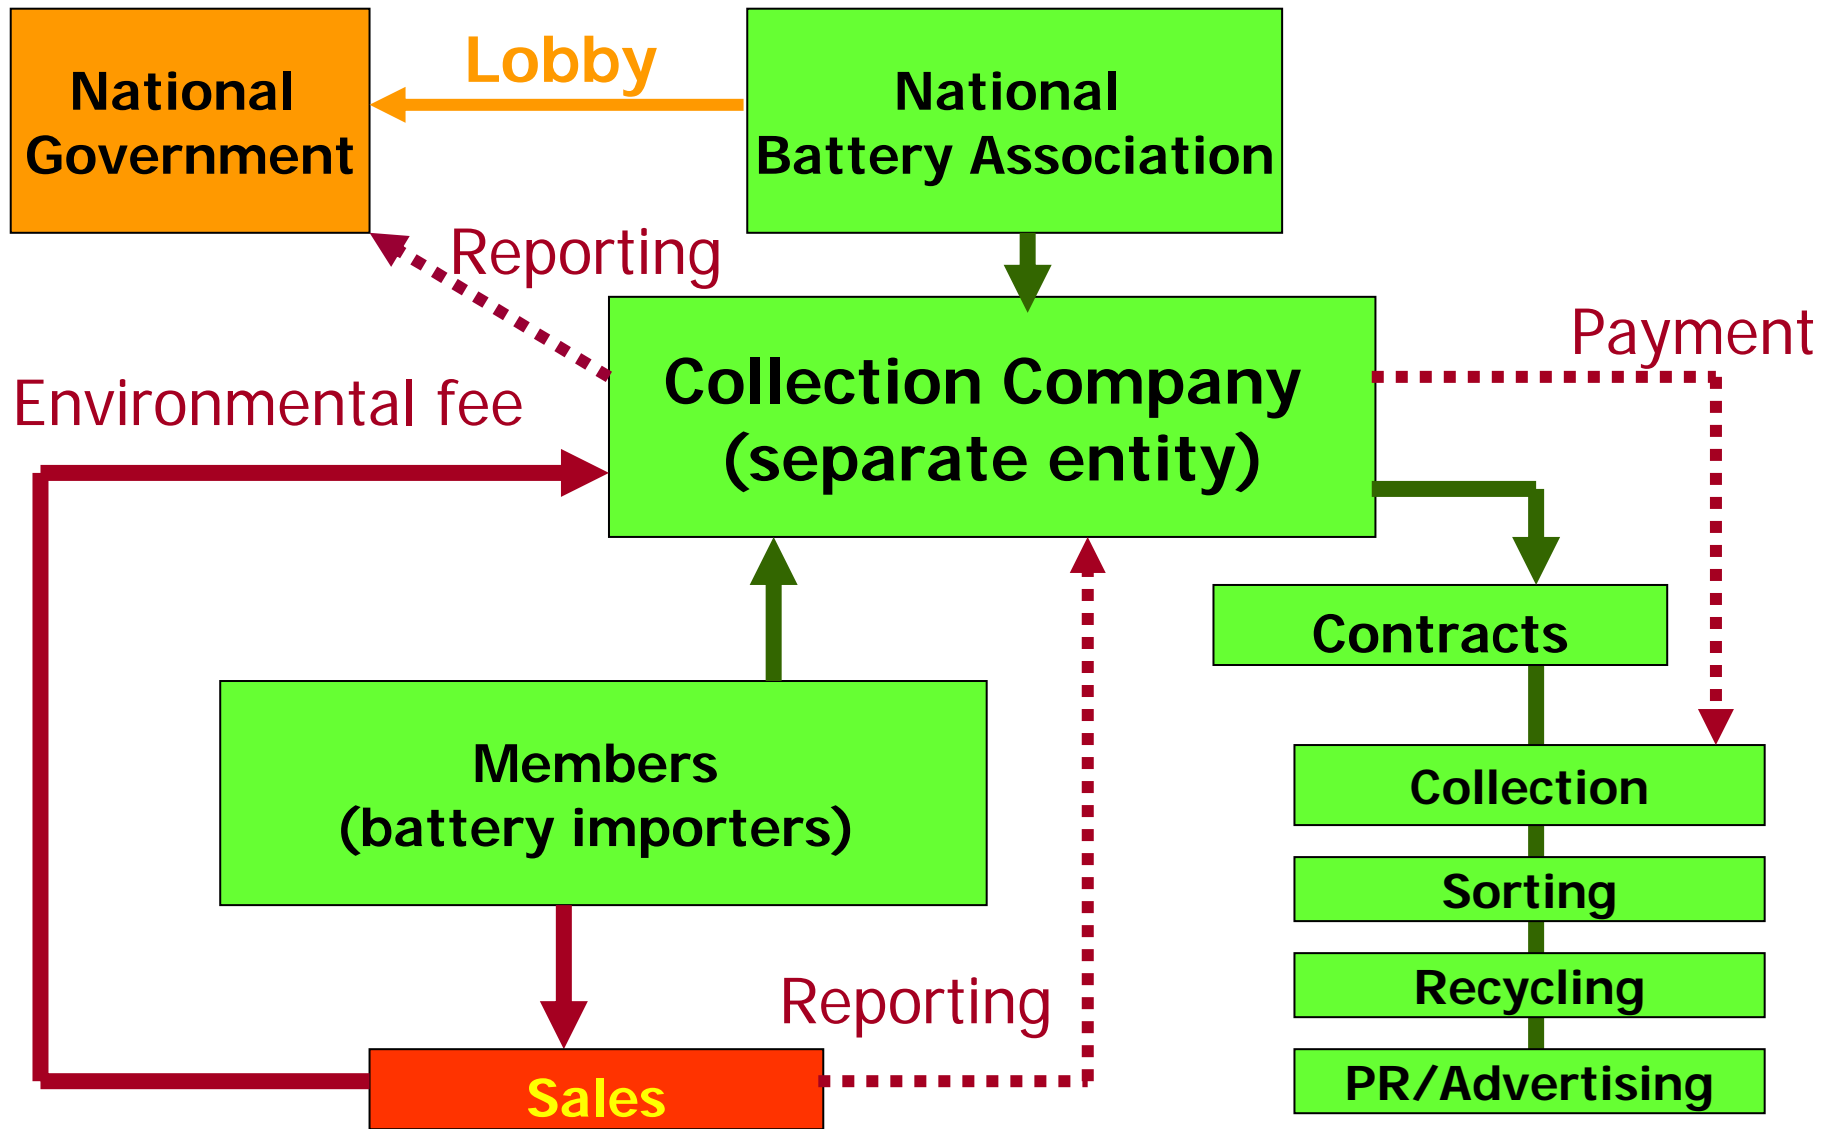 National
Government
Lobby
National
Battery Association
Reporting
Payment
Environmental fee
Collection Company
(separate entity)
Contracts
Members
(battery importers)
Collection
Sorting
Recycling
Reporting
PR/Advertising
Sales